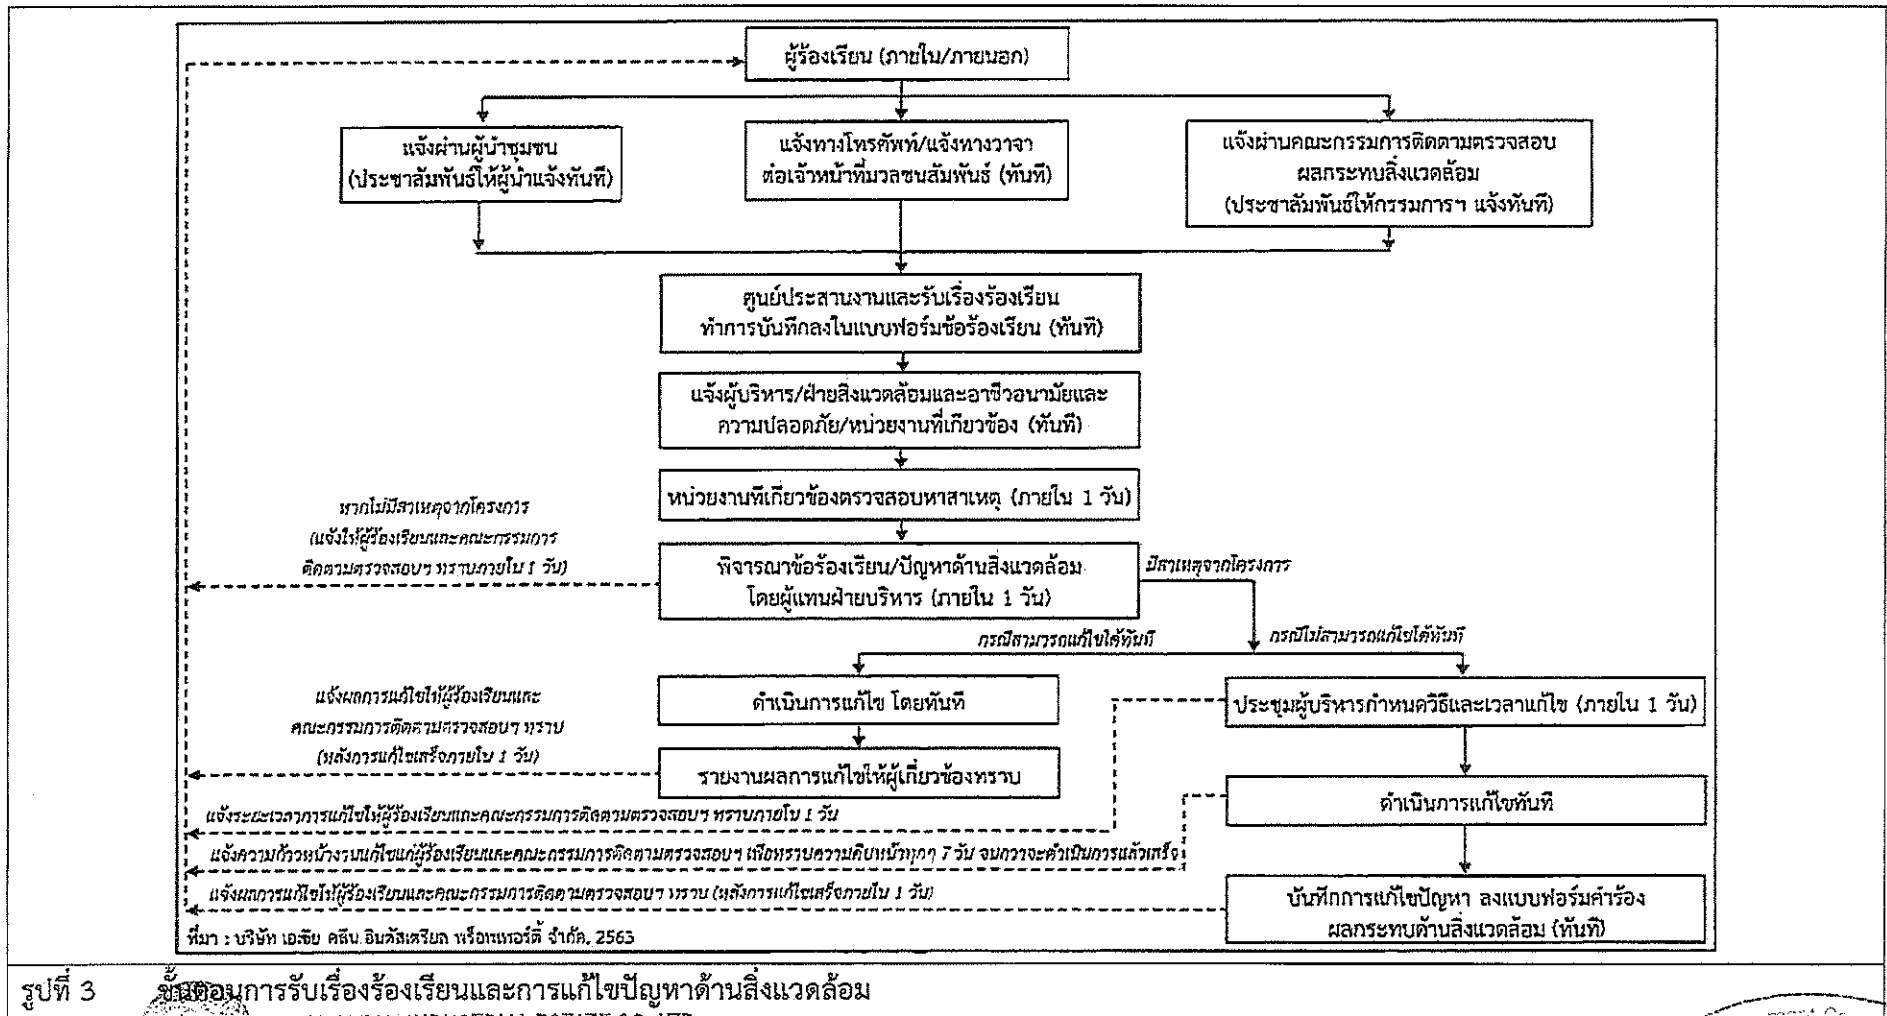 ผู้ร้องเรียน (ภายใน/ภายนอก)
แจ้งผ่านผู้นำชุมชน
(ประชาสัมพันธ์ให้ผู้นำแจ้งทันที)
แจ้งทางโทรศัพท์/แจ้งทางวาจา
ต่อเจ้าหน้าที่มวลชนสัมพันธ์ (ทันที)
แจ้งผ่านคณะกรรมการติดตามตรวจสอบ
ผลกระทบสิ่งแวดล้อม
(ประชาสัมพันธ์ให้กรรมการฯ แจ้งทันที)
ศูนย์ประสานงานและรับเรื่องร้องเรียน
ทำการบันทึกลงในแบบฟอร์มข้อร้องเรียน (ทันที)
แจ้งผู้บริหาร/ฝ่ายสิ่งแวดล้อมและอาชีวอนามัยและ
ความปลอดภัย/หน่วยงานที่เกี่ยวข้อง (ทันที)
หน่วยงานที่เกี่ยวข้องตรวจสอบหาสาเหตุ (ภายใน 1 วัน)
หากไม่มีสาเหตุจากโครงการ
(แจ้งให้ผู้ร้องเรียนและคณะกรรมการ
ติดตามตรวจสอบฯ ทราบภายใน 1 วัน)
พิจารณาข้อร้องเรียน/ปัญหาด้านสิ่งแวดล้อม
โดยผู้แทนฝ่ายบริหาร (ภายใน 1 วัน)
มีสาเหตุจากโครงการ
กรณีสามารถแก้ไขได้ทันที
กรณีไม่สามารถแก้ไขได้ทันที
แจ้งผลการแก้ไขให้ผู้ร้องเรียนและ
คณะกรรมการติดตามตรวจสอบฯ ทราบ
(หลังการแก้ไขเสร็จภายใน 1 วัน)
ดำเนินการแก้ไข โดยทันที
รายงานผลการแก้ไขให้ผู้เกี่ยวข้องทราบ
ประชุมผู้บริหารกำหนดวิธีและเวลาแก้ไข (ภายใน 1 วัน)
ดำเนินการแก้ไขทันที
แจ้งระยะเวลาการแก้ไขให้ผู้ร้องเรียนและคณะกรรมการติดตามตรวจสอบฯ ทราบภายใน 1 วัน
แจ้งความก้าวหน้างานแก้ไขแก่ผู้ร้องเรียนและคณะกรรมการติดตามตรวจสอบฯ เพื่อทราบความคืบหน้าทุกๆ 7 วัน จนกว่าจะดำเนินการแล้วเสร็จ
แจ้งผลการแก้ไขให้ผู้ร้องเรียนและคณะกรรมการติดตามตรวจสอบฯ ทราบ (หลังการแก้ไขเสร็จภายใน 1 วัน)
บันทึกการแก้ไขปัญหา ลงแบบฟอร์มคำร้อง
ผลกระทบด้านสิ่งแวดล้อม (ทันที)
ที่มา : บริษัท เอเชีย คลีน อินดัสเตรียล พร็อพเพอร์ตี้ จำกัด, 2563
รูปที่ 3 ขั้นตอนการรับเรื่องร้องเรียนและการแก้ไขปัญหาด้านสิ่งแวดล้อม